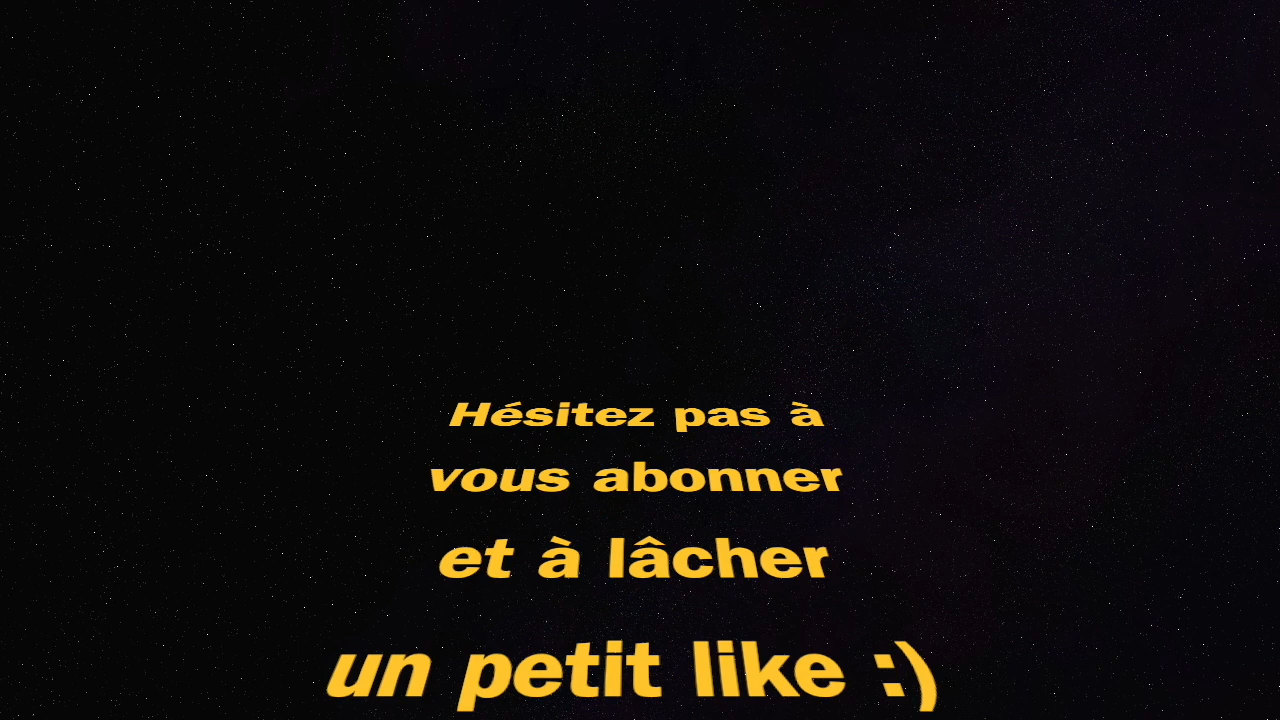 Hésitez pas à
vous abonner
et à lâcher
un petit like :)